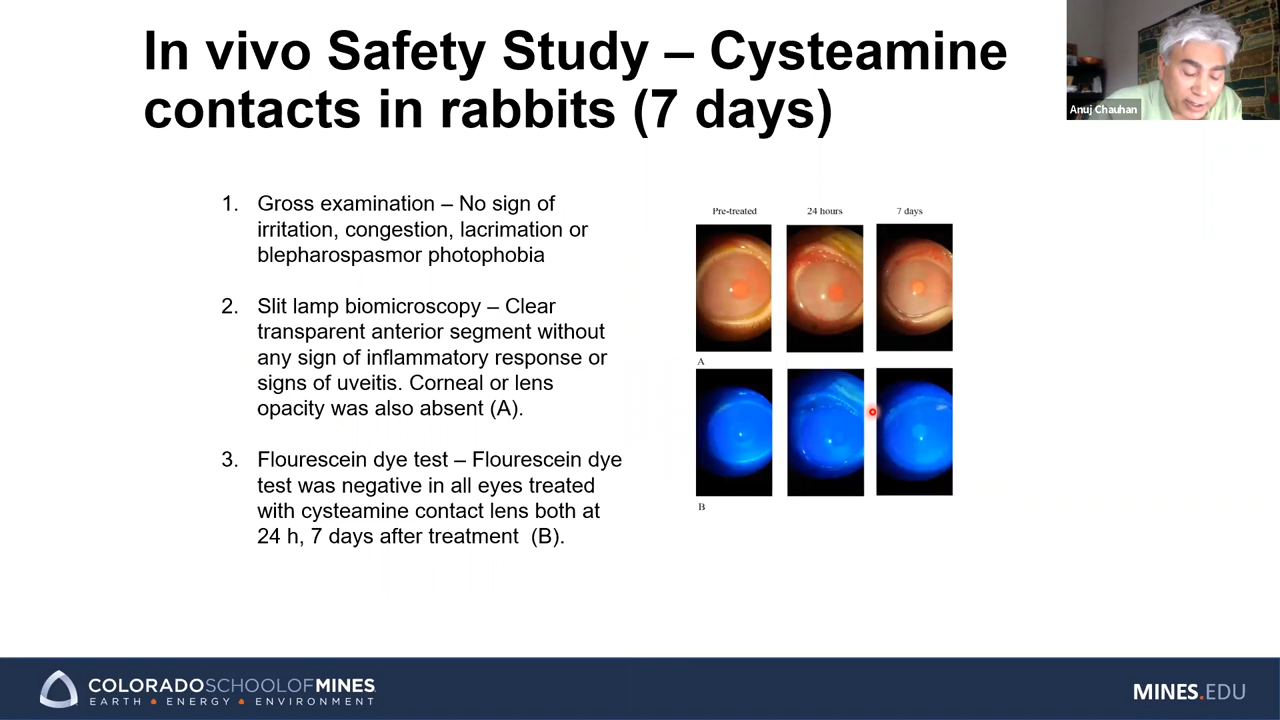 In vivo Safety Study – Cysteamine
contacts in rabbits (7 days)
Anuj Chauhan
1. Gross examination – No sign of
irritation, congestion, lacrimation or
blepharospasmor photophobia
2. Slit lamp biomicroscopy – Clear
transparent anterior segment without
any sign of inflammatory response or
signs of uveitis. Corneal or lens
opacity was also absent (A).
3. Flourescein dye test – Flourescein dye
test was negative in all eyes treated
with cysteamine contact lens both at
24 h, 7 days after treatment (B).
Pre-treated 24 hours 7 days
A
B
COLORADOSCHOOLOFMINES
EARTH • ENERGY • ENVIRONMENT
MINES.EDU